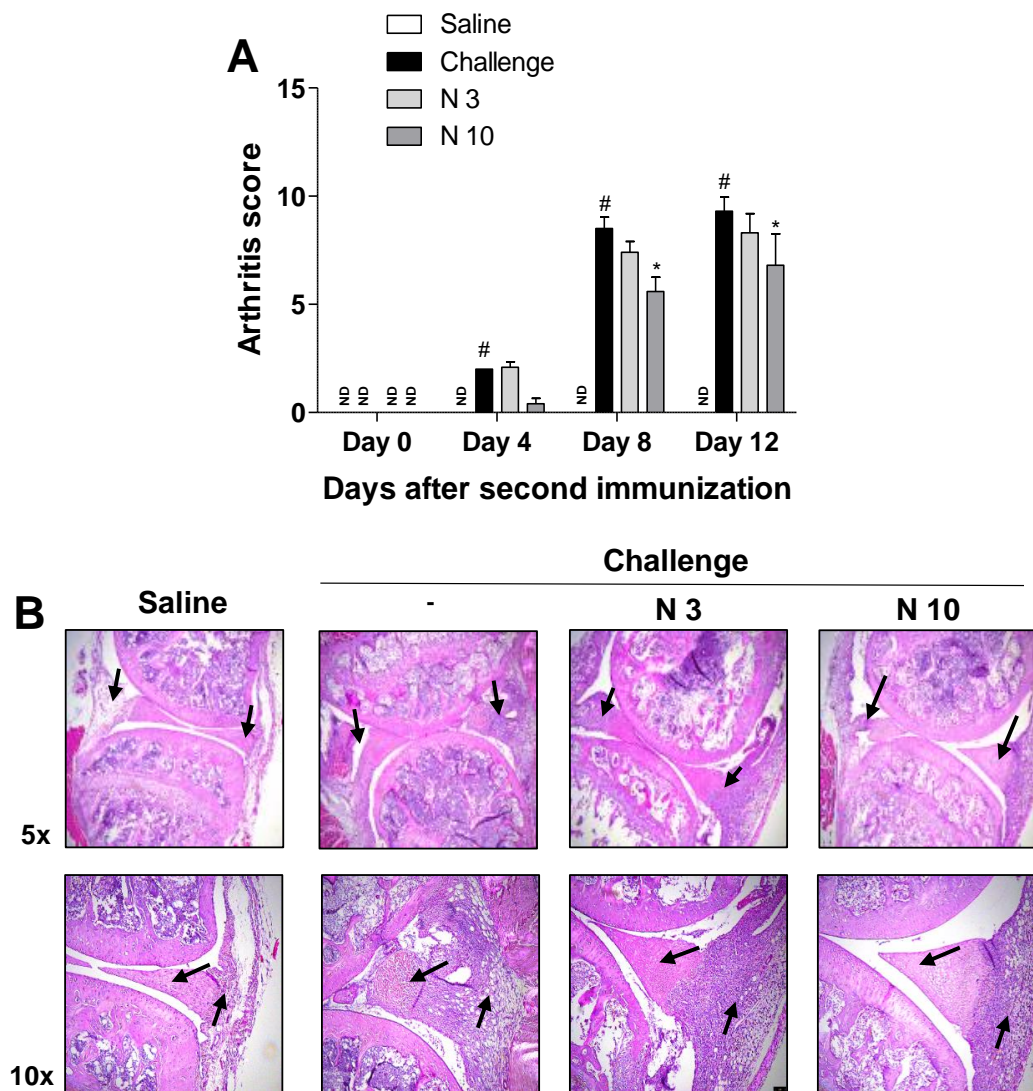 A
Saline
Challenge
N 3
N 10
Arthritis score
15
10
5
0
ND ND ND ND
ND
#
ND
#
*
ND
#
*
Day 0 Day 4 Day 8 Day 12
Days after second immunization
B
Challenge
Saline - N 3 N 10
5x
10x